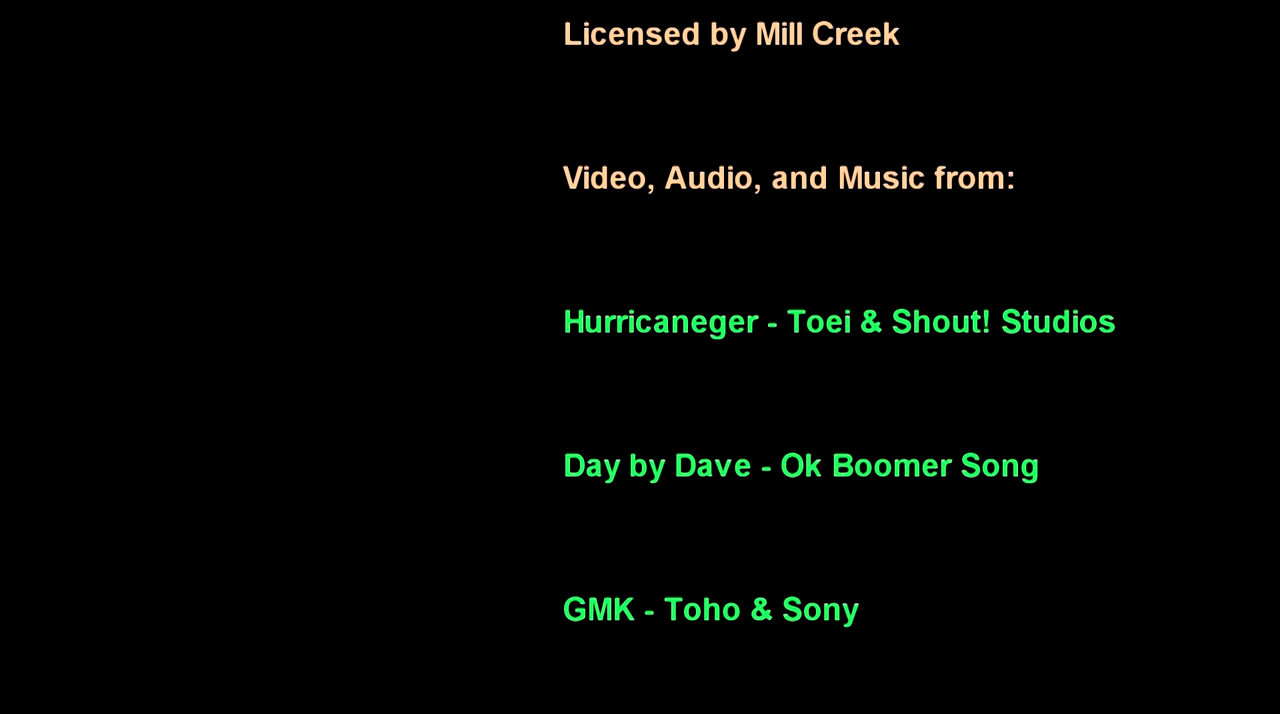 Licensed by Mill Creek
Video, Audio, and Music from:
Hurricaneger - Toei & Shout! Studios
Day by Dave - Ok Boomer Song
GMK - Toho & Sony